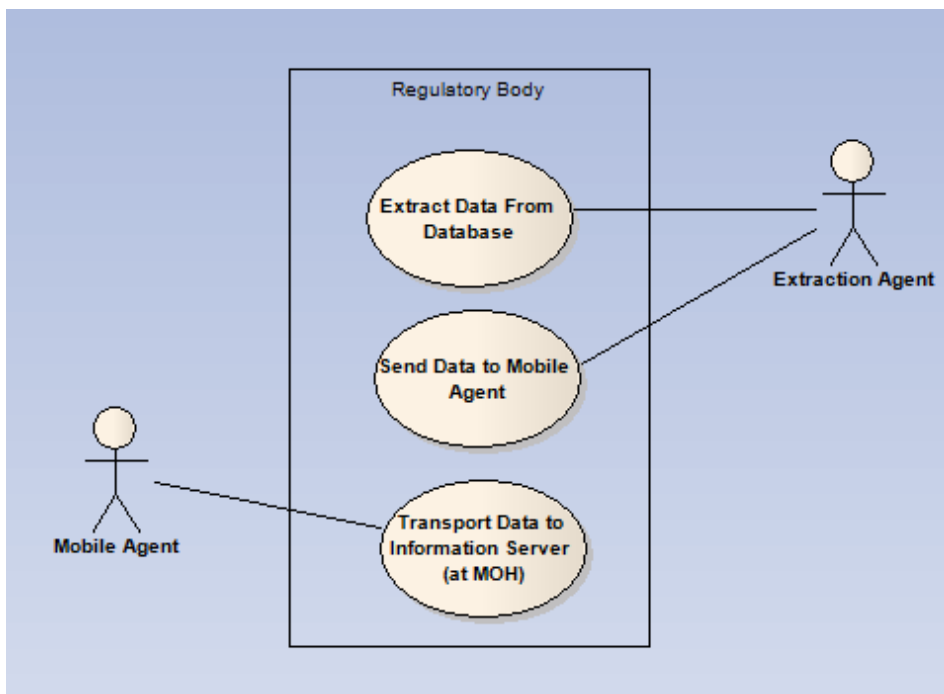 Regulatory Body
Extract Data From
Database
Extraction Agent
Send Data to Mobile
Agent
Mobile Agent
Transport Data to
Information Server
(at MOH)